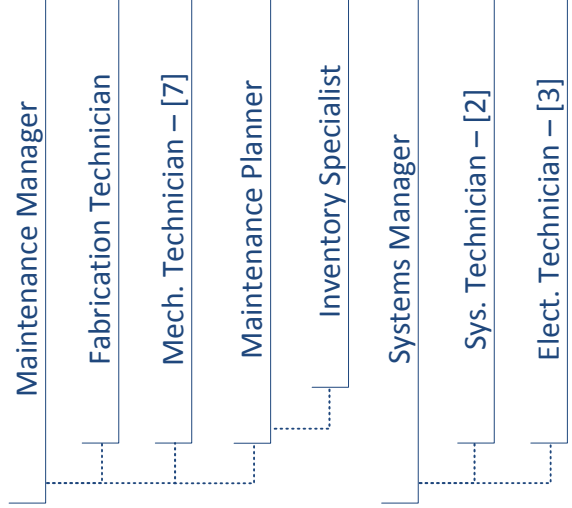 Maintenance Manager
Fabrication Technician
Mech. Technician – [7]
Maintenance Planner
Inventory Specialist
Systems Manager
Sys. Technician – [2]
Elect. Technician – [3]